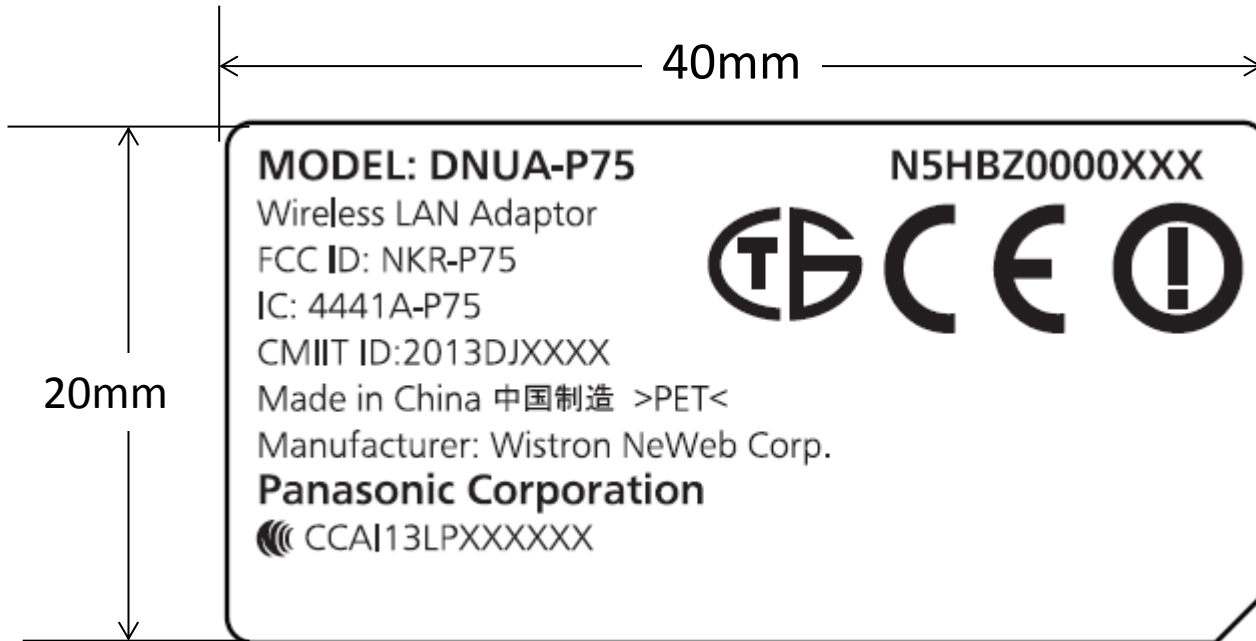 40mm
20mm
MODEL: DNUA-P75
N5HBZ0000XXX
Wireless LAN Adaptor
FCC ID: NKR-P75
IC: 4441A-P75
CMIIT ID:2013DJXXXX
Made in China 中国制造 >PET<
Manufacturer: Wistron NeWeb Corp.
Panasonic Corporation
CCAI13LPXXXXXX
CE